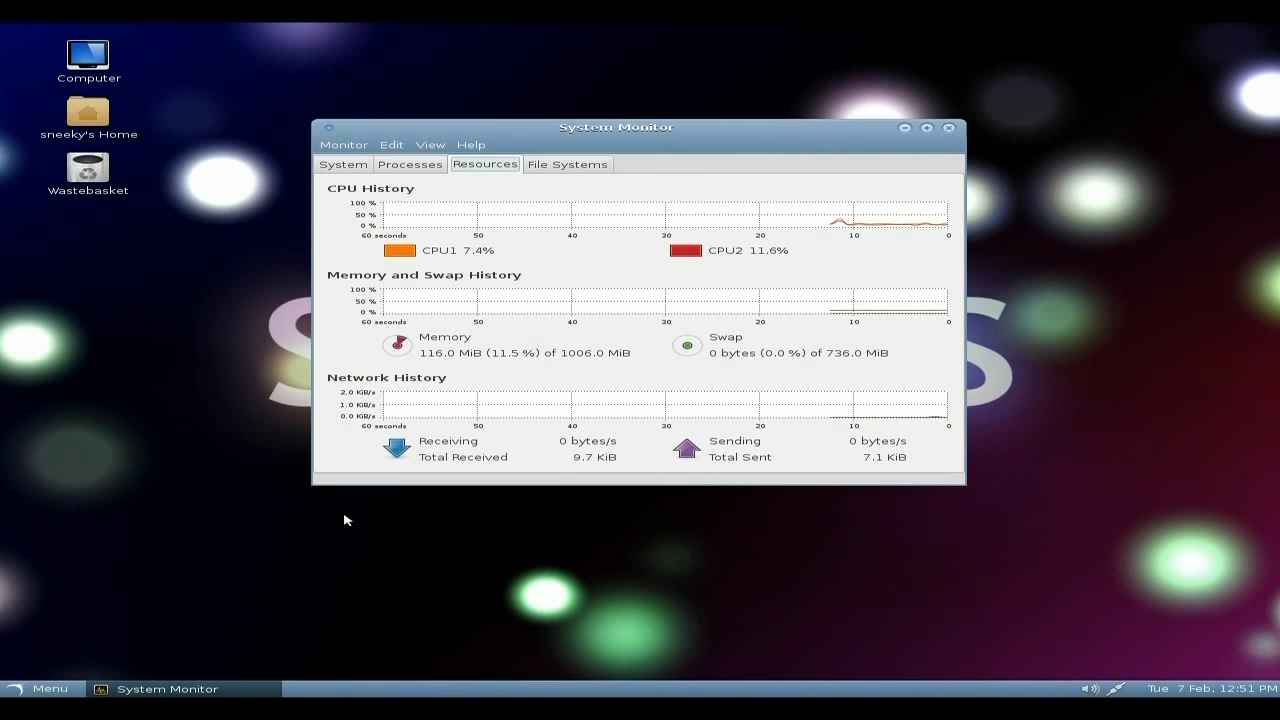 Computer
sneeky's Home
Wastebasket
System Monitor
Monitor Edit View Help
System Processes Resources File Systems
CPU History
100 %
50 %
0 %
60 seconds 50 40 30 20 10 0
CPU1 7.4% CPU2 11.6%
Memory and Swap History
100 %
50 %
0 %
60 seconds 50 40 30 20 10 0
Memory Swap
116.0 MiB (11.5 %) of 1006.0 MiB 0 bytes (0.0 %) of 736.0 MiB
Network History
2.0 KiB/s
1.0 KiB/s
0.0 KiB/s
60 seconds 50 40 30 20 10 0
Receiving 0 bytes/s Sending 0 bytes/s
Total Received 9.7 KiB Total Sent 7.1 KiB
S S
Menu System Monitor Tue 7 Feb, 12:51 PM